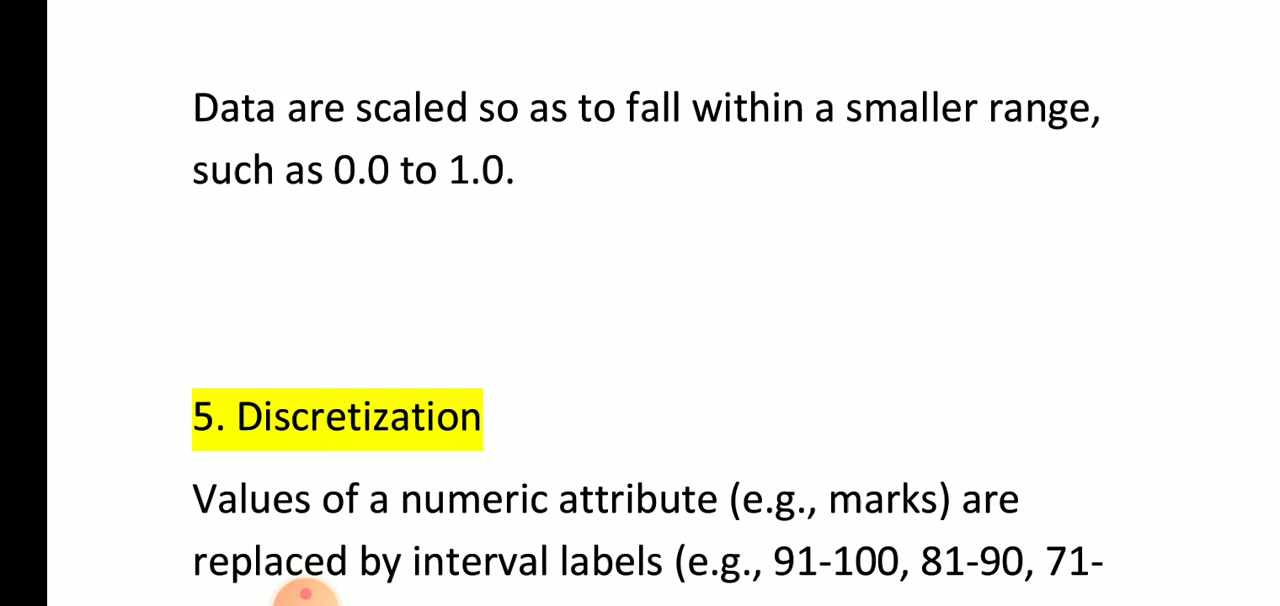 Data are scaled so as to fall within a smaller range,
such as 0.0 to 1.0.
5. Discretization
Values of a numeric attribute (e.g., marks) are
replaced by interval labels (e.g., 91-100, 81-90, 71-